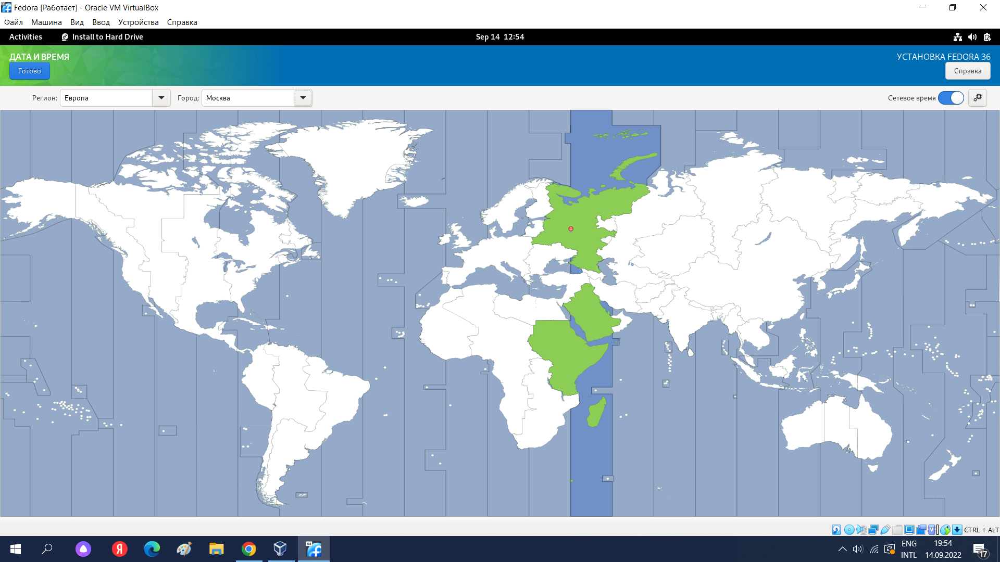 Fedora [Работает] - Oracle VM VirtualBox
Файл Машина Вид Ввод Устройства Справка
Activities Install to Hard Drive Sep 14 12:54
ДАТА И ВРЕМЯ УСТАНОВКА FEDORA 36
Готово Справка
Регион: Европа Город: Москва Сетевое время
CTRL + ALT
ENG 19:54
INTL 14.09.2022
17
64